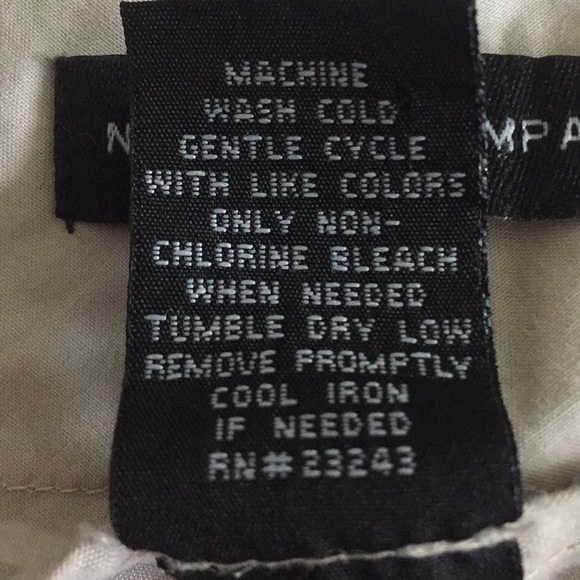 MACHINE
WASH COLD
GENTLE CYCLE
WITH LIKE COLORS
ONLY NON-
CHLORINE BLEACH
WHEN NEEDED
TUMBLE DRY LOW
REMOVE PROMPTLY
COOL IRON
IF NEEDED
RN#23243